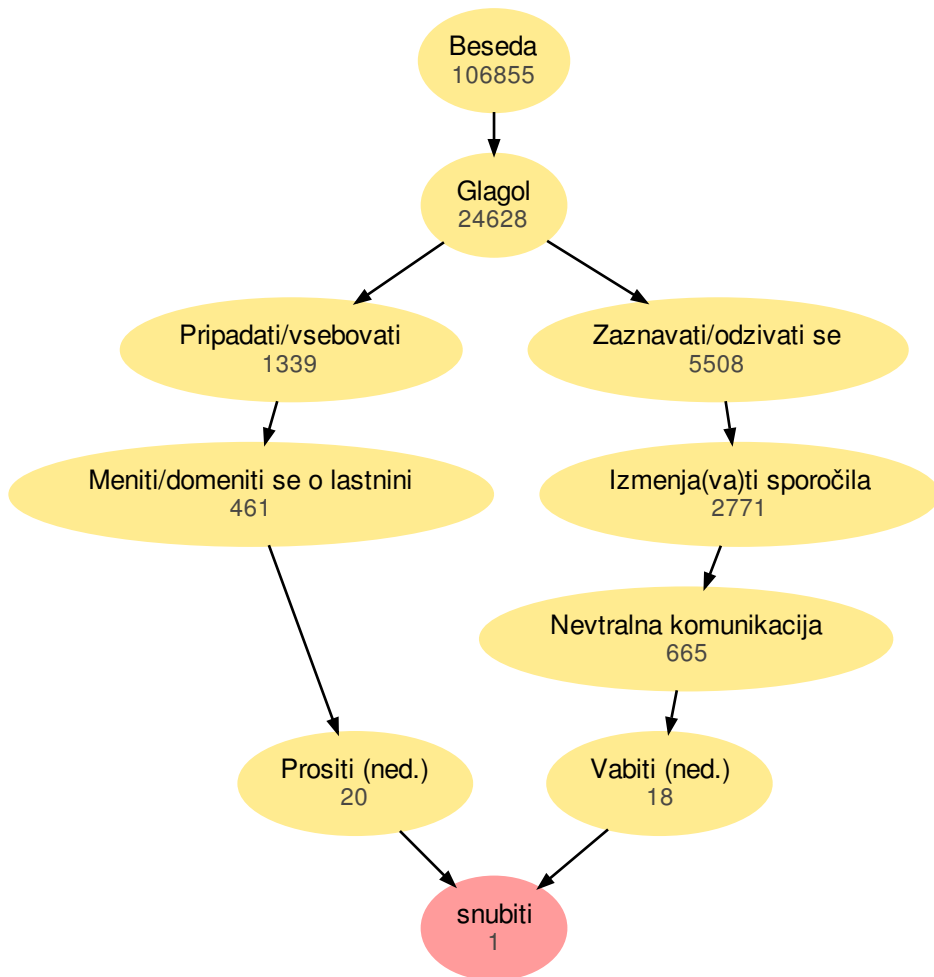 Beseda
106855
Glagol
24628
Pripadati/vsebovati
1339
Zaznavati/odzivati se
5508
Meniti/domeniti se o lastnini
461
Izmenja(va)ti sporočila
2771
Nevtralna komunikacija
665
Prositi (ned.)
20
Vabiti (ned.)
18
snubiti
1